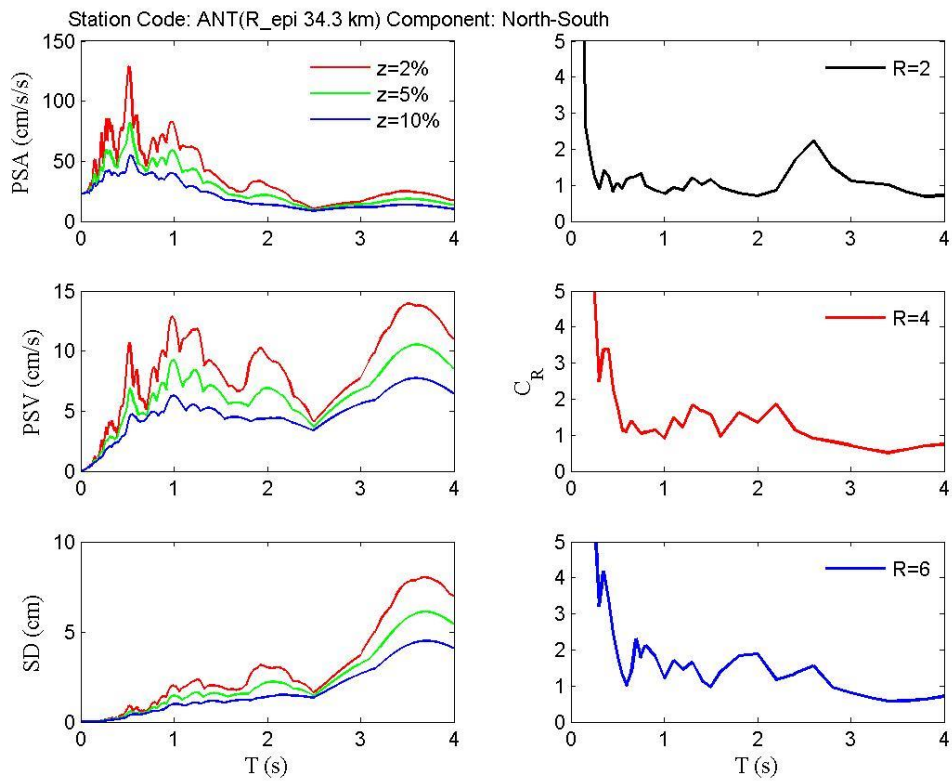 Station Code: ANT(R_epi 34.3 km) Component: North-South
PSA (cm/s/s)
150
100
50
0
0 1 2 3 4
z=2%
z=5%
z=10%
5
4
3
2
1
0
0 1 2 3 4
R=2
PSV (cm/s)
15
10
5
0
0 1 2 3 4
C_R
5
4
3
2
1
0
0 1 2 3 4
R=4
SD (cm)
10
5
0
0 1 2 3 4
T (s)
5
4
3
2
1
0
0 1 2 3 4
R=6
T (s)